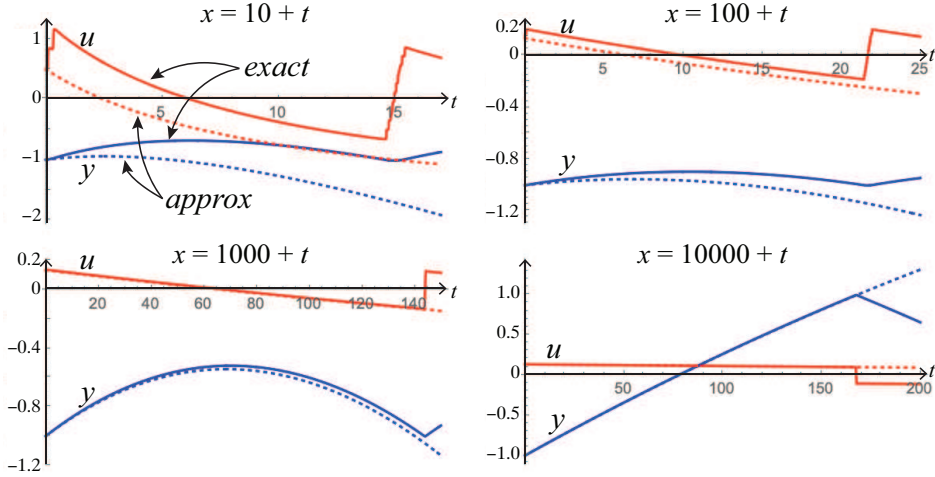 x = 10 + t
1
0
−1
−2
5
10
15
t
u
exact
y
approx
x = 100 + t
0.2
0
−0.4
−0.8
−1.2
5
10
15
20
25
t
u
y
x = 1000 + t
0.2
0
−0.4
−0.8
−1.2
20
40
60
80
100
120
140
t
u
y
x = 10000 + t
1.0
0.5
0
−0.5
−1.0
50
100
150
200
t
u
y